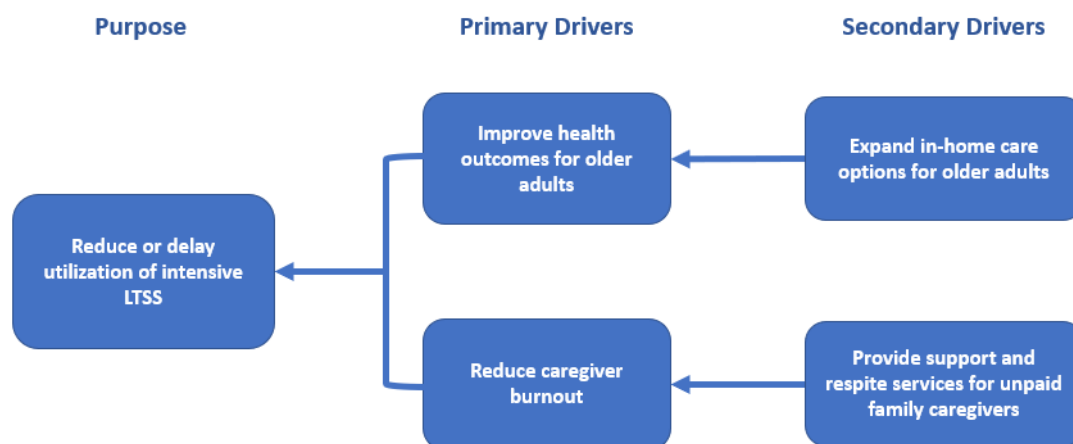 Purpose
Primary Drivers
Secondary Drivers
Improve health
outcomes for older
adults
Expand in-home care
options for older adults
Reduce or delay
utilization of intensive
LTSS
Reduce caregiver
burnout
Provide support and
respite services for unpaid
family caregivers